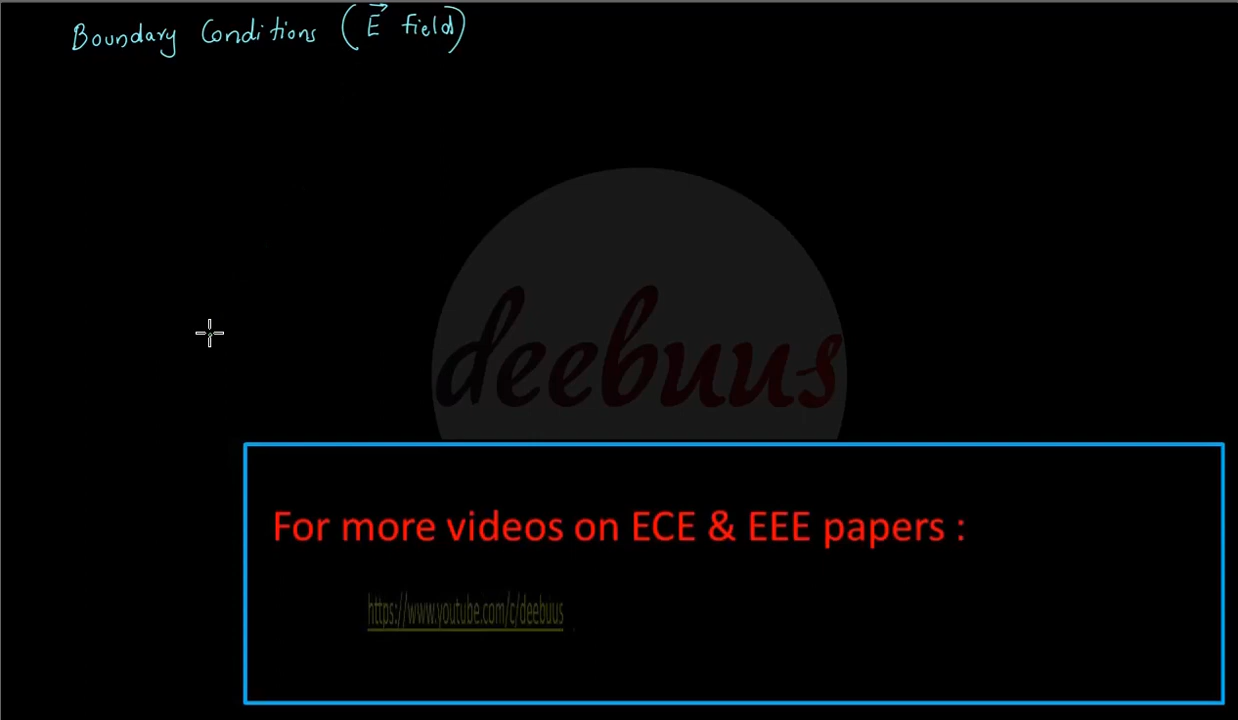 Boundary Conditions (E⃗ field)
deebuus
For more videos on ECE & EEE papers :
https://www.youtube.com/c/deebuus